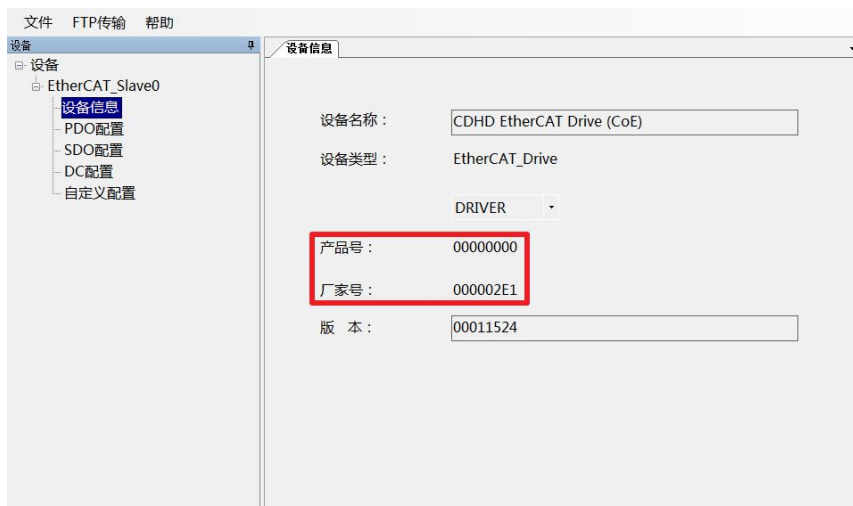 文件 FTP传输 帮助
设备
设备信息
设备
EtherCAT_Slave0
设备信息
PDO配置
SDO配置
DC配置
自定义配置
设备名称： CDHD EtherCAT Drive (CoE)
设备类型： EtherCAT_Drive
DRIVER
产品号： 00000000
厂家号： 000002E1
版 本： 00011524